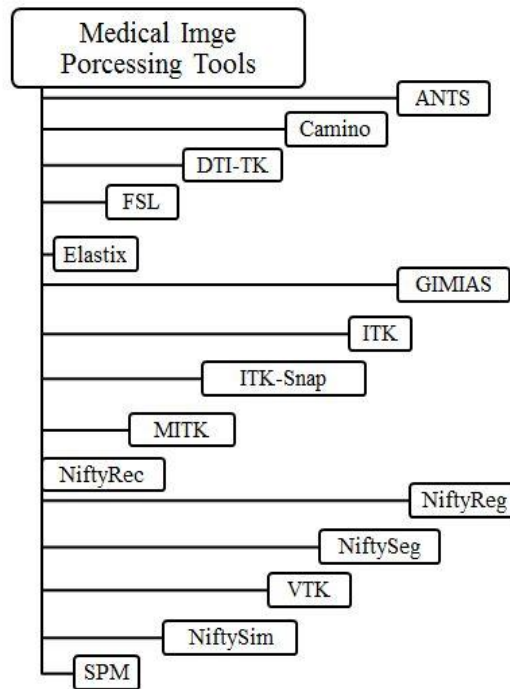 Medical Imge
Porcessing Tools
ANTS
Camino
DTI-TK
FSL
Elastix
GIMIAS
ITK
ITK-Snap
MITK
NiftyRec
NiftyReg
NiftySeg
VTK
NiftySim
SPM